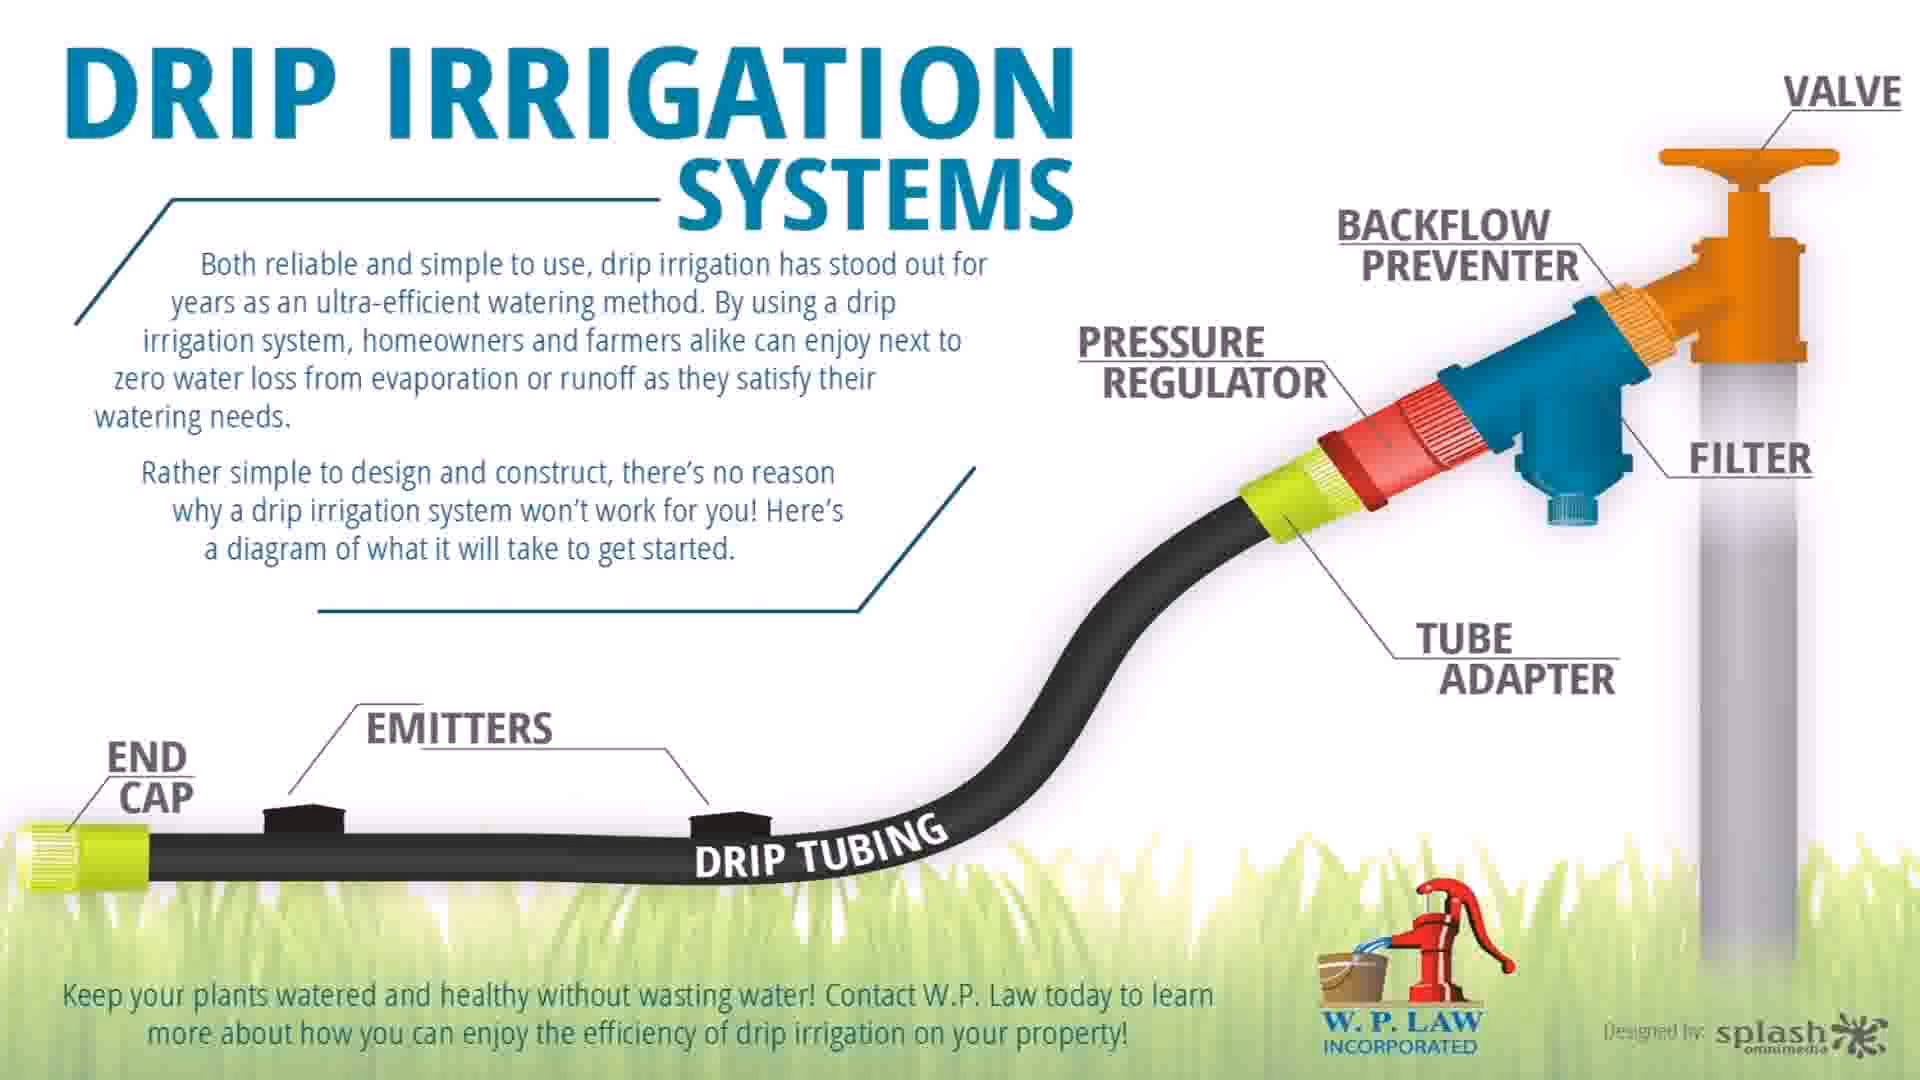 DRIP IRRIGATION
SYSTEMS
Both reliable and simple to use, drip irrigation has stood out for
years as an ultra-efficient watering method. By using a drip
irrigation system, homeowners and farmers alike can enjoy next to
zero water loss from evaporation or runoff as they satisfy their
watering needs.
Rather simple to design and construct, there's no reason
why a drip irrigation system won't work for you! Here's
a diagram of what it will take to get started.
VALVE
BACKFLOW
PREVENTER
PRESSURE
REGULATOR
FILTER
TUBE
ADAPTER
EMITTERS
END
CAP
DRIP TUBING
Keep your plants watered and healthy without wasting water! Contact W.P. Law today to learn
more about how you can enjoy the efficiency of drip irrigation on your property!
W. P. LAW
INCORPORATED
Designed by: splash
omnimedia